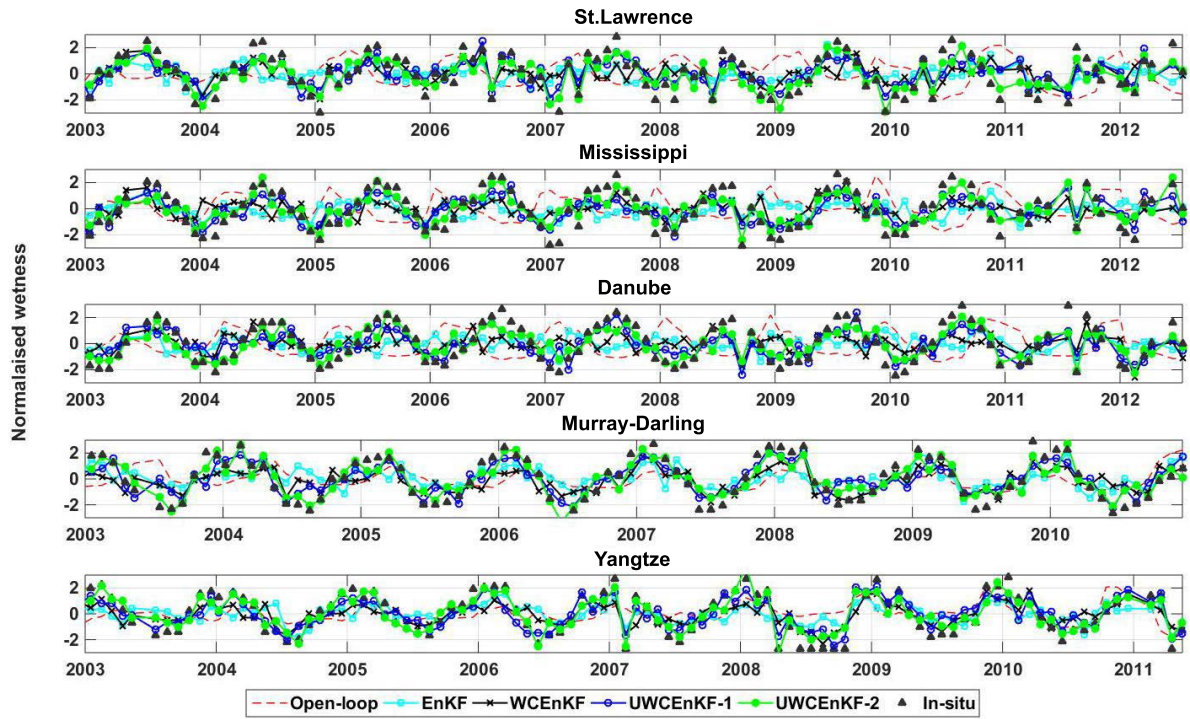 St.Lawrence
2
0
-2
2003 2004 2005 2006 2007 2008 2009 2010 2011 2012
Mississippi
2
0
-2
2003 2004 2005 2006 2007 2008 2009 2010 2011 2012
Danube
2
0
-2
2003 2004 2005 2006 2007 2008 2009 2010 2011 2012
Normalaised wetness
Murray-Darling
2
0
-2
2003 2004 2005 2006 2007 2008 2009 2010
Yangtze
2
0
-2
2003 2004 2005 2006 2007 2008 2009 2010 2011
Open-loop EnKF WCEnKF UWCEnKF-1 UWCEnKF-2 In-situ